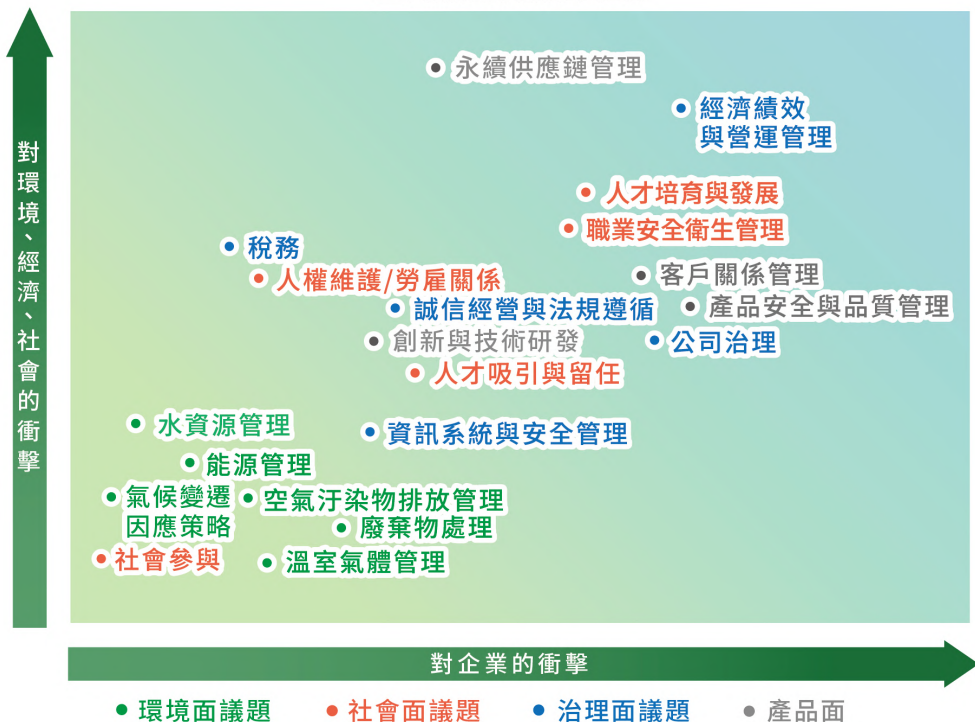 對環境、經濟、社會的衝擊
永續供應鏈管理
經濟績效
與營運管理
人才培育與發展
職業安全衛生管理
稅務
人權維護/勞雇關係
客戶關係管理
誠信經營與法規遵循
產品安全與品質管理
創新與技術研發
公司治理
人才吸引與留任
水資源管理
資訊系統與安全管理
能源管理
氣候變遷
因應策略
空氣汙染物排放管理
廢棄物處理
社會參與
溫室氣體管理
對企業的衝擊
環境面議題
社會面議題
治理面議題
產品面